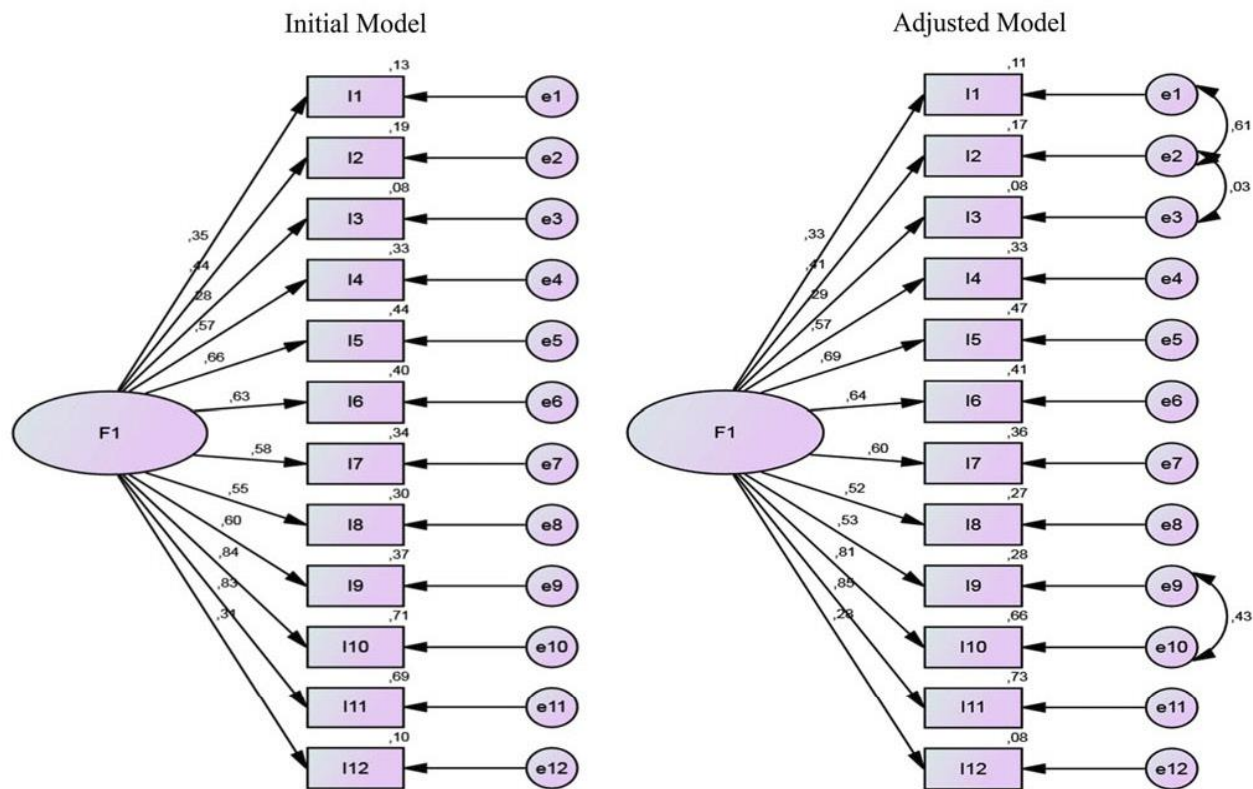 Initial Model
,13
I1
e1
,19
I2
e2
,08
I3
e3
,33
I4
e4
,44
I5
e5
,40
I6
e6
,34
I7
e7
,30
I8
e8
,37
I9
e9
,71
I10
e10
,69
I11
e11
,10
I12
e12
F1
,35
,44
,28
,57
,66
,63
,58
,55
,60
,84
,83
,31
Adjusted Model
,11
I1
e1
,17
I2
e2
,08
I3
e3
,33
I4
e4
,47
I5
e5
,41
I6
e6
,36
I7
e7
,27
I8
e8
,28
I9
e9
,66
I10
e10
,73
I11
e11
,08
I12
e12
F1
,33
,41
,29
,57
,69
,64
,60
,52
,53
,81
,85
,28
,61
,03
,43